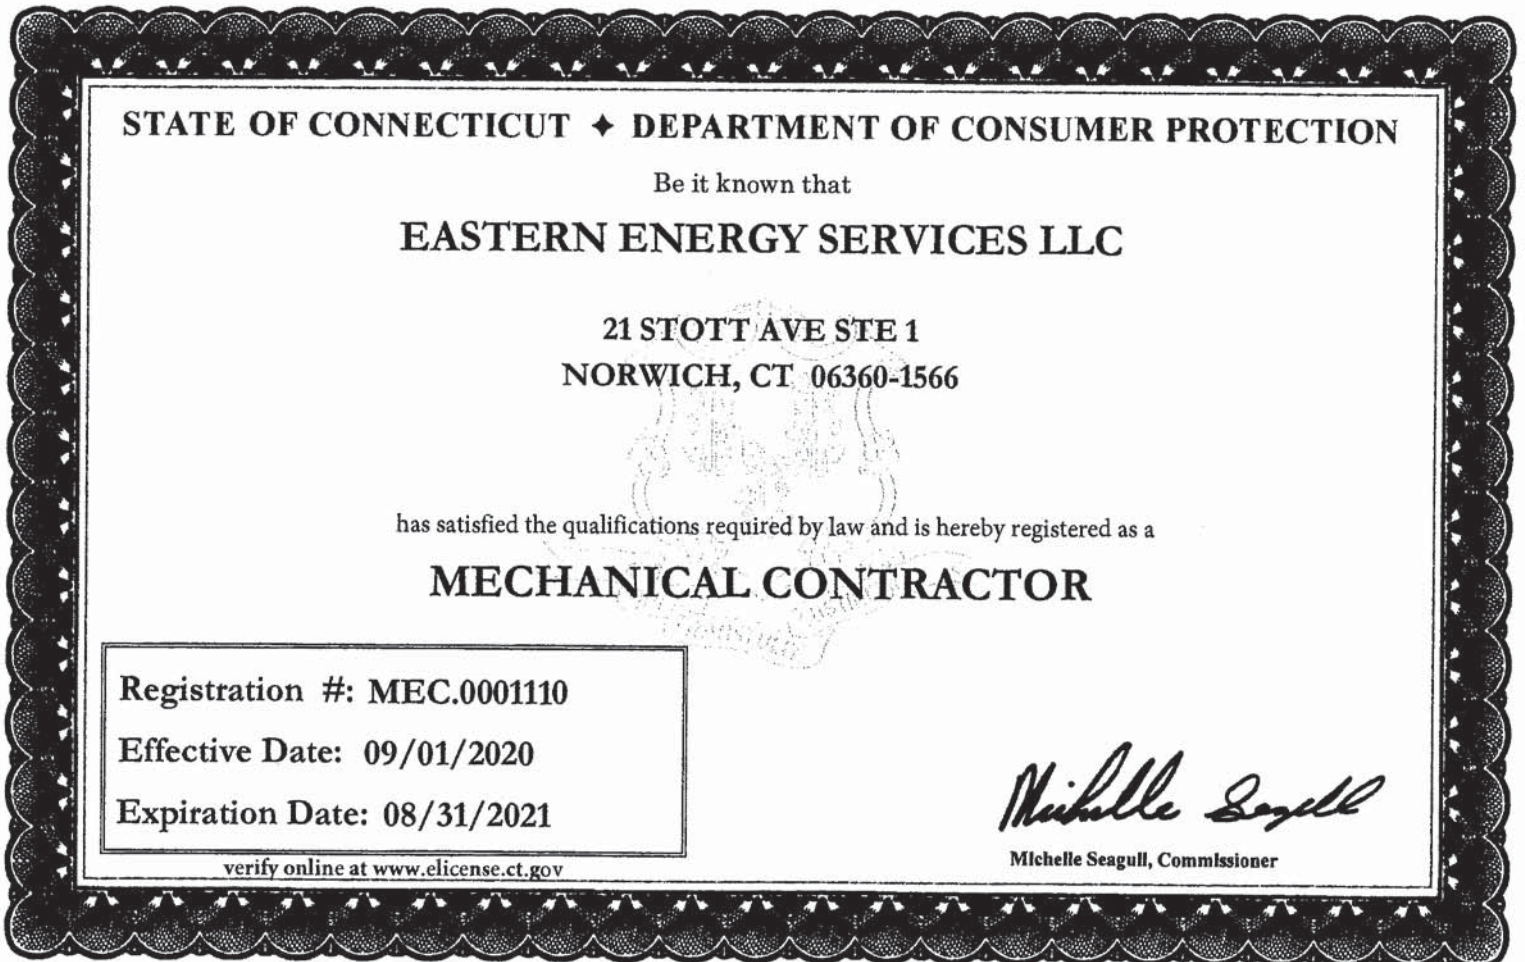 STATE OF CONNECTICUT ✦ DEPARTMENT OF CONSUMER PROTECTION
Be it known that
EASTERN ENERGY SERVICES LLC
21 STOTT AVE STE 1
NORWICH, CT 06360-1566
has satisfied the qualifications required by law and is hereby registered as a
MECHANICAL CONTRACTOR
Registration #: MEC.0001110
Effective Date: 09/01/2020
Expiration Date: 08/31/2021
verify online at www.elicense.ct.gov
Michelle Seagull
Michelle Seagull, Commissioner